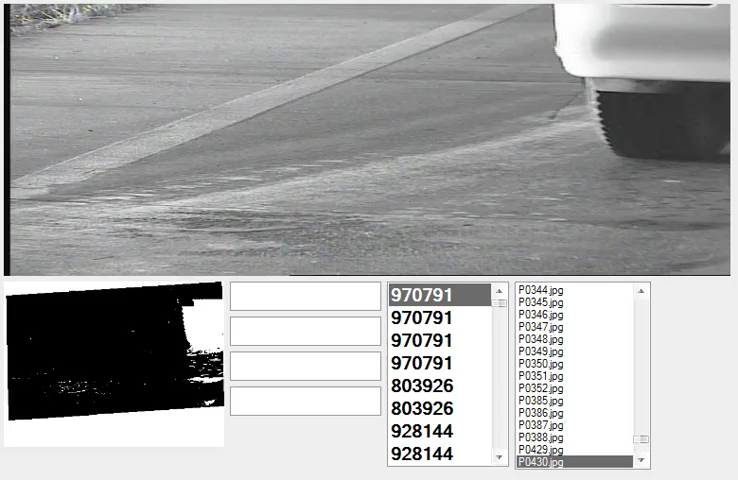 970791
970791
970791
970791
803926
803926
928144
928144
P0344.jpg
P0345.jpg
P0346.jpg
P0347.jpg
P0348.jpg
P0349.jpg
P0350.jpg
P0351.jpg
P0352.jpg
P0385.jpg
P0386.jpg
P0387.jpg
P0388.jpg
P0429.jpg
P0430.jpg